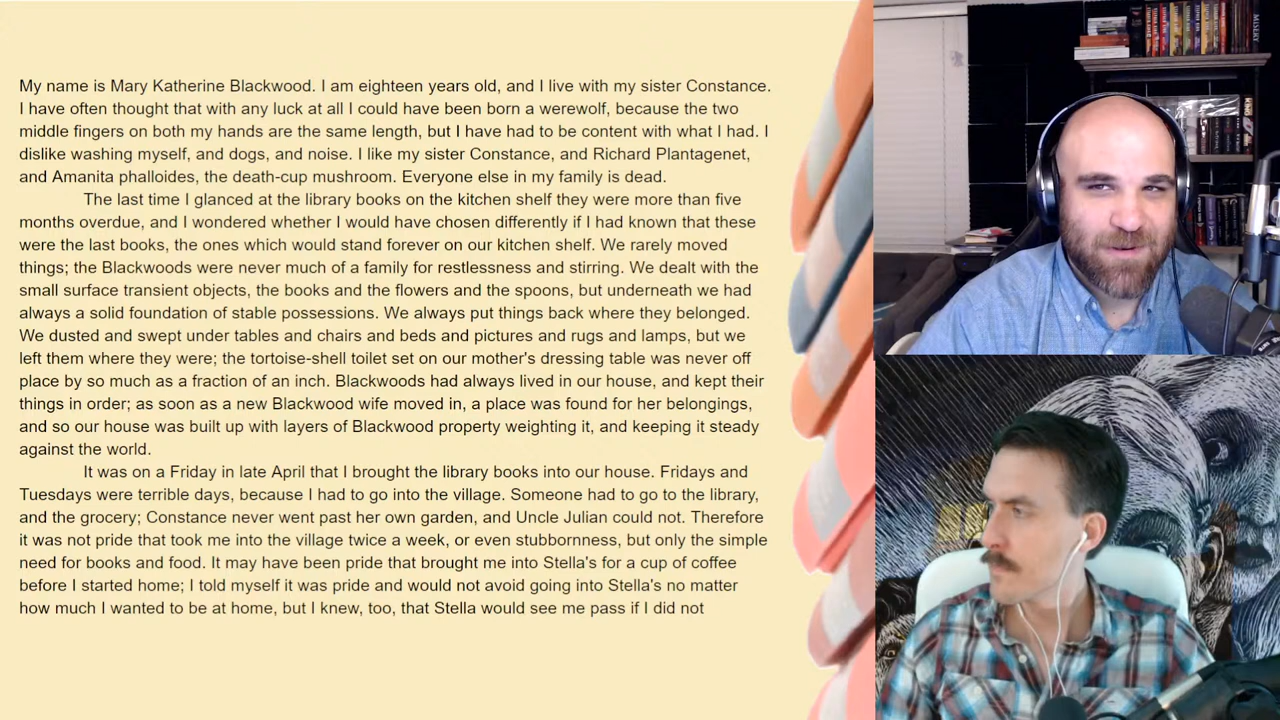 My name is Mary Katherine Blackwood. I am eighteen years old, and I live with my sister Constance.
I have often thought that with any luck at all I could have been born a werewolf, because the two
middle fingers on both my hands are the same length, but I have had to be content with what I had. I
dislike washing myself, and dogs, and noise. I like my sister Constance, and Richard Plantagenet,
and Amanita phalloides, the death-cup mushroom. Everyone else in my family is dead.
The last time I glanced at the library books on the kitchen shelf they were more than five
months overdue, and I wondered whether I would have chosen differently if I had known that these
were the last books, the ones which would stand forever on our kitchen shelf. We rarely moved
things; the Blackwoods were never much of a family for restlessness and stirring. We dealt with the
small surface transient objects, the books and the flowers and the spoons, but underneath we had
always a solid foundation of stable possessions. We always put things back where they belonged.
We dusted and swept under tables and chairs and beds and pictures and rugs and lamps, but we
left them where they were; the tortoise-shell toilet set on our mother's dressing table was never off
place by so much as a fraction of an inch. Blackwoods had always lived in our house, and kept their
things in order; as soon as a new Blackwood wife moved in, a place was found for her belongings,
and so our house was built up with layers of Blackwood property weighting it, and keeping it steady
against the world.
It was on a Friday in late April that I brought the library books into our house. Fridays and
Tuesdays were terrible days, because I had to go into the village. Someone had to go to the library,
and the grocery; Constance never went past her own garden, and Uncle Julian could not. Therefore
it was not pride that took me into the village twice a week, or even stubbornness, but only the simple
need for books and food. It may have been pride that brought me into Stella's for a cup of coffee
before I started home; I told myself it was pride and would not avoid going into Stella's no matter
how much I wanted to be at home, but I knew, too, that Stella would see me pass if I did not
MISERY
KING